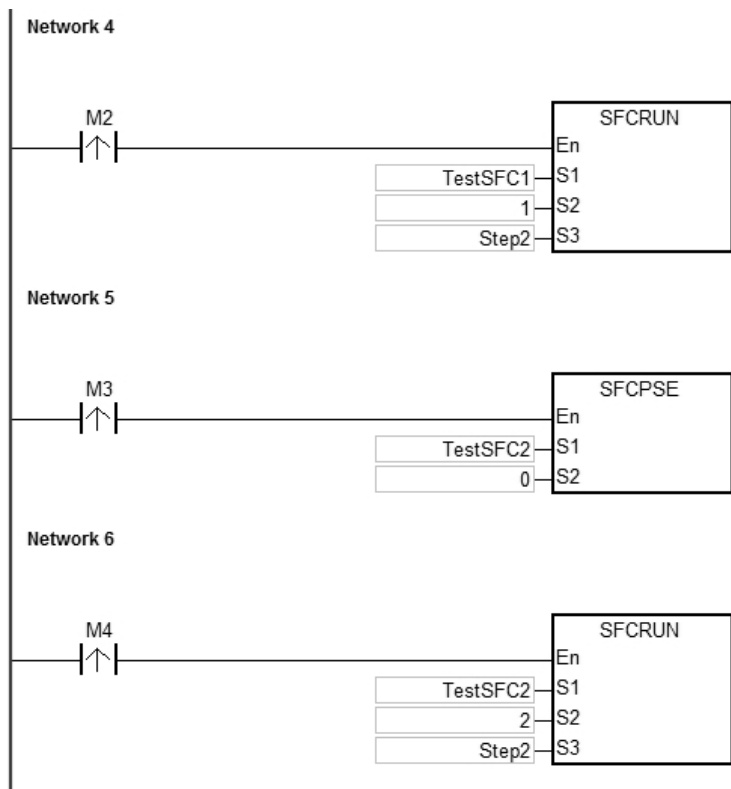 Network 4
M2
SFCRUN
En
TestSFC1 S1
1 S2
Step2 S3
Network 5
M3
SFCPSE
En
TestSFC2 S1
0 S2
Network 6
M4
SFCRUN
En
TestSFC2 S1
2 S2
Step2 S3